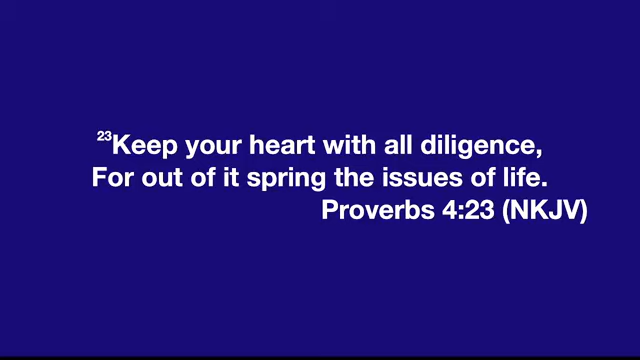 23Keep your heart with all diligence,
For out of it spring the issues of life.
Proverbs 4:23 (NKJV)